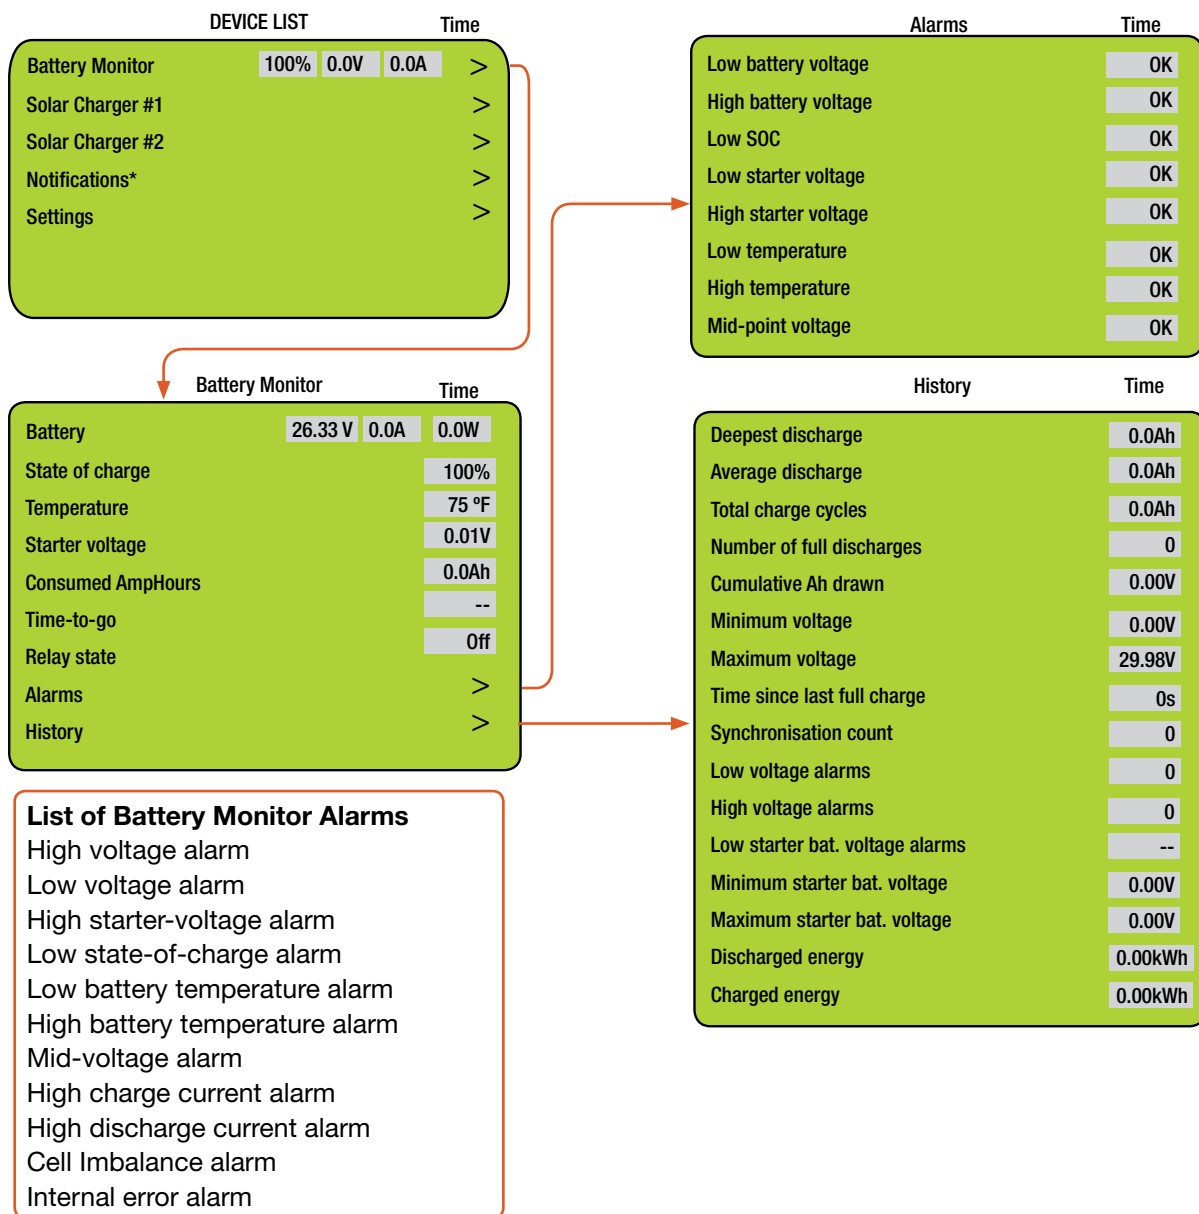 DEVICE LIST Time
Battery Monitor 100% 0.0V 0.0A >
Solar Charger #1 >
Solar Charger #2 >
Notifications* >
Settings >
Battery Monitor Time
Battery 26.33 V 0.0A 0.0W
State of charge 100%
Temperature 75 ºF
Starter voltage 0.01V
Consumed AmpHours 0.0Ah
Time-to-go --
Relay state Off
Alarms >
History >
List of Battery Monitor Alarms
High voltage alarm
Low voltage alarm
High starter-voltage alarm
Low state-of-charge alarm
Low battery temperature alarm
High battery temperature alarm
Mid-voltage alarm
High charge current alarm
High discharge current alarm
Cell Imbalance alarm
Internal error alarm
Alarms Time
Low battery voltage OK
High battery voltage OK
Low SOC OK
Low starter voltage OK
High starter voltage OK
Low temperature OK
High temperature OK
Mid-point voltage OK
History Time
Deepest discharge 0.0Ah
Average discharge 0.0Ah
Total charge cycles 0.0Ah
Number of full discharges 0
Cumulative Ah drawn 0.00V
Minimum voltage 0.00V
Maximum voltage 29.98V
Time since last full charge 0s
Synchronisation count 0
Low voltage alarms 0
High voltage alarms 0
Low starter bat. voltage alarms --
Minimum starter bat. voltage 0.00V
Maximum starter bat. voltage 0.00V
Discharged energy 0.00kWh
Charged energy 0.00kWh